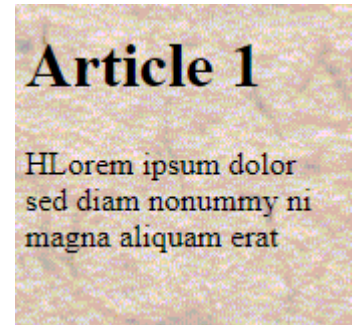 Article 1
HLorem ipsum dolor
sed diam nonummy ni
magna aliquam erat